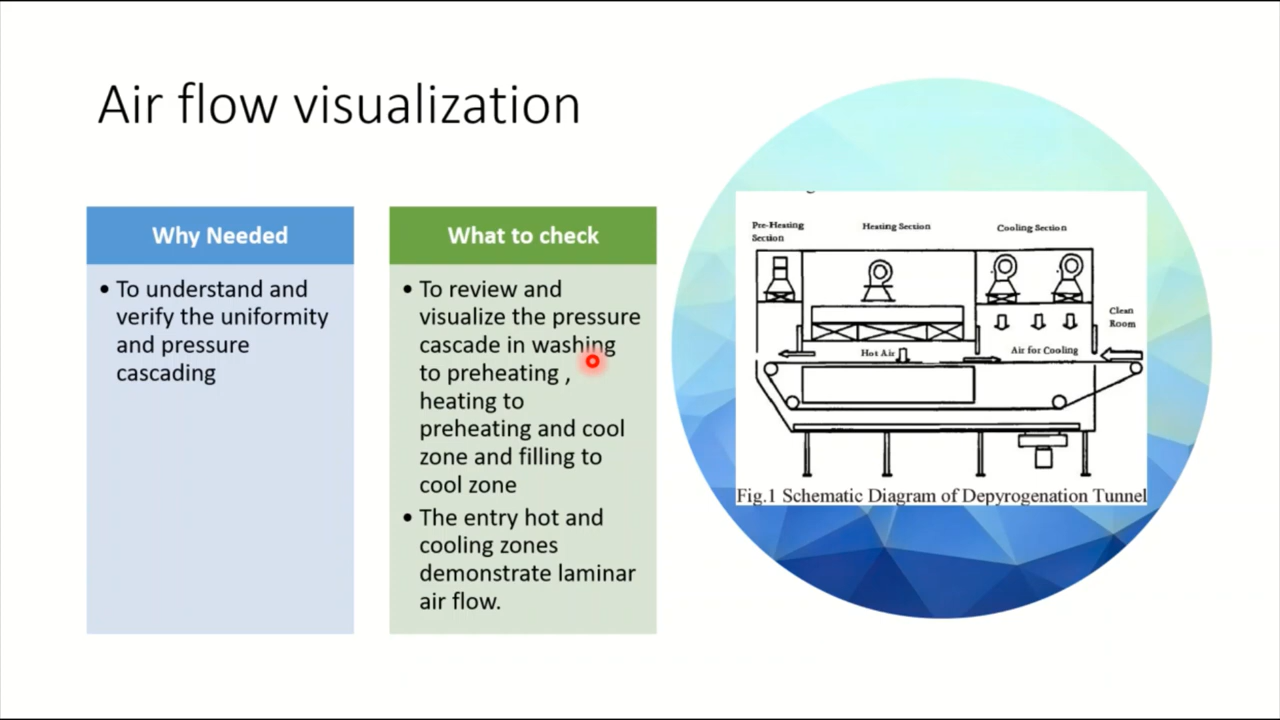 Air flow visualization
Why Needed
• To understand and
verify the uniformity
and pressure
cascading
What to check
• To review and
visualize the pressure
cascade in washing
to preheating ,
heating to
preheating and cool
zone and filling to
cool zone
• The entry hot and
cooling zones
demonstrate laminar
air flow.
Pre-Heating
Section
Heating Section
Cooling Section
Clean
Room
Hot Air
Air for Cooling
Fig.1 Schematic Diagram of Depyrogenation Tunnel